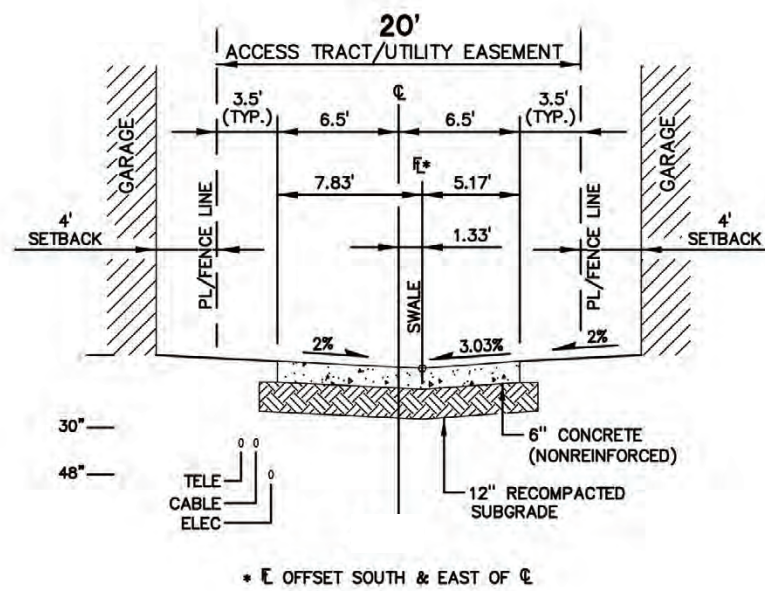 20'
ACCESS TRACT/UTILITY EASEMENT
℄
3.5'
(TYP.)
6.5'
6.5'
3.5'
(TYP.)
FL*
7.83'
5.17'
1.33'
GARAGE
GARAGE
4'
SETBACK
4'
SETBACK
PL/FENCE LINE
SWALE
PL/FENCE LINE
2%
3.03%
2%
30"
48"
TELE
CABLE
ELEC
6" CONCRETE
(NONREINFORCED)
12" RECOMPACTED
SUBGRADE
* FL OFFSET SOUTH & EAST OF ℄